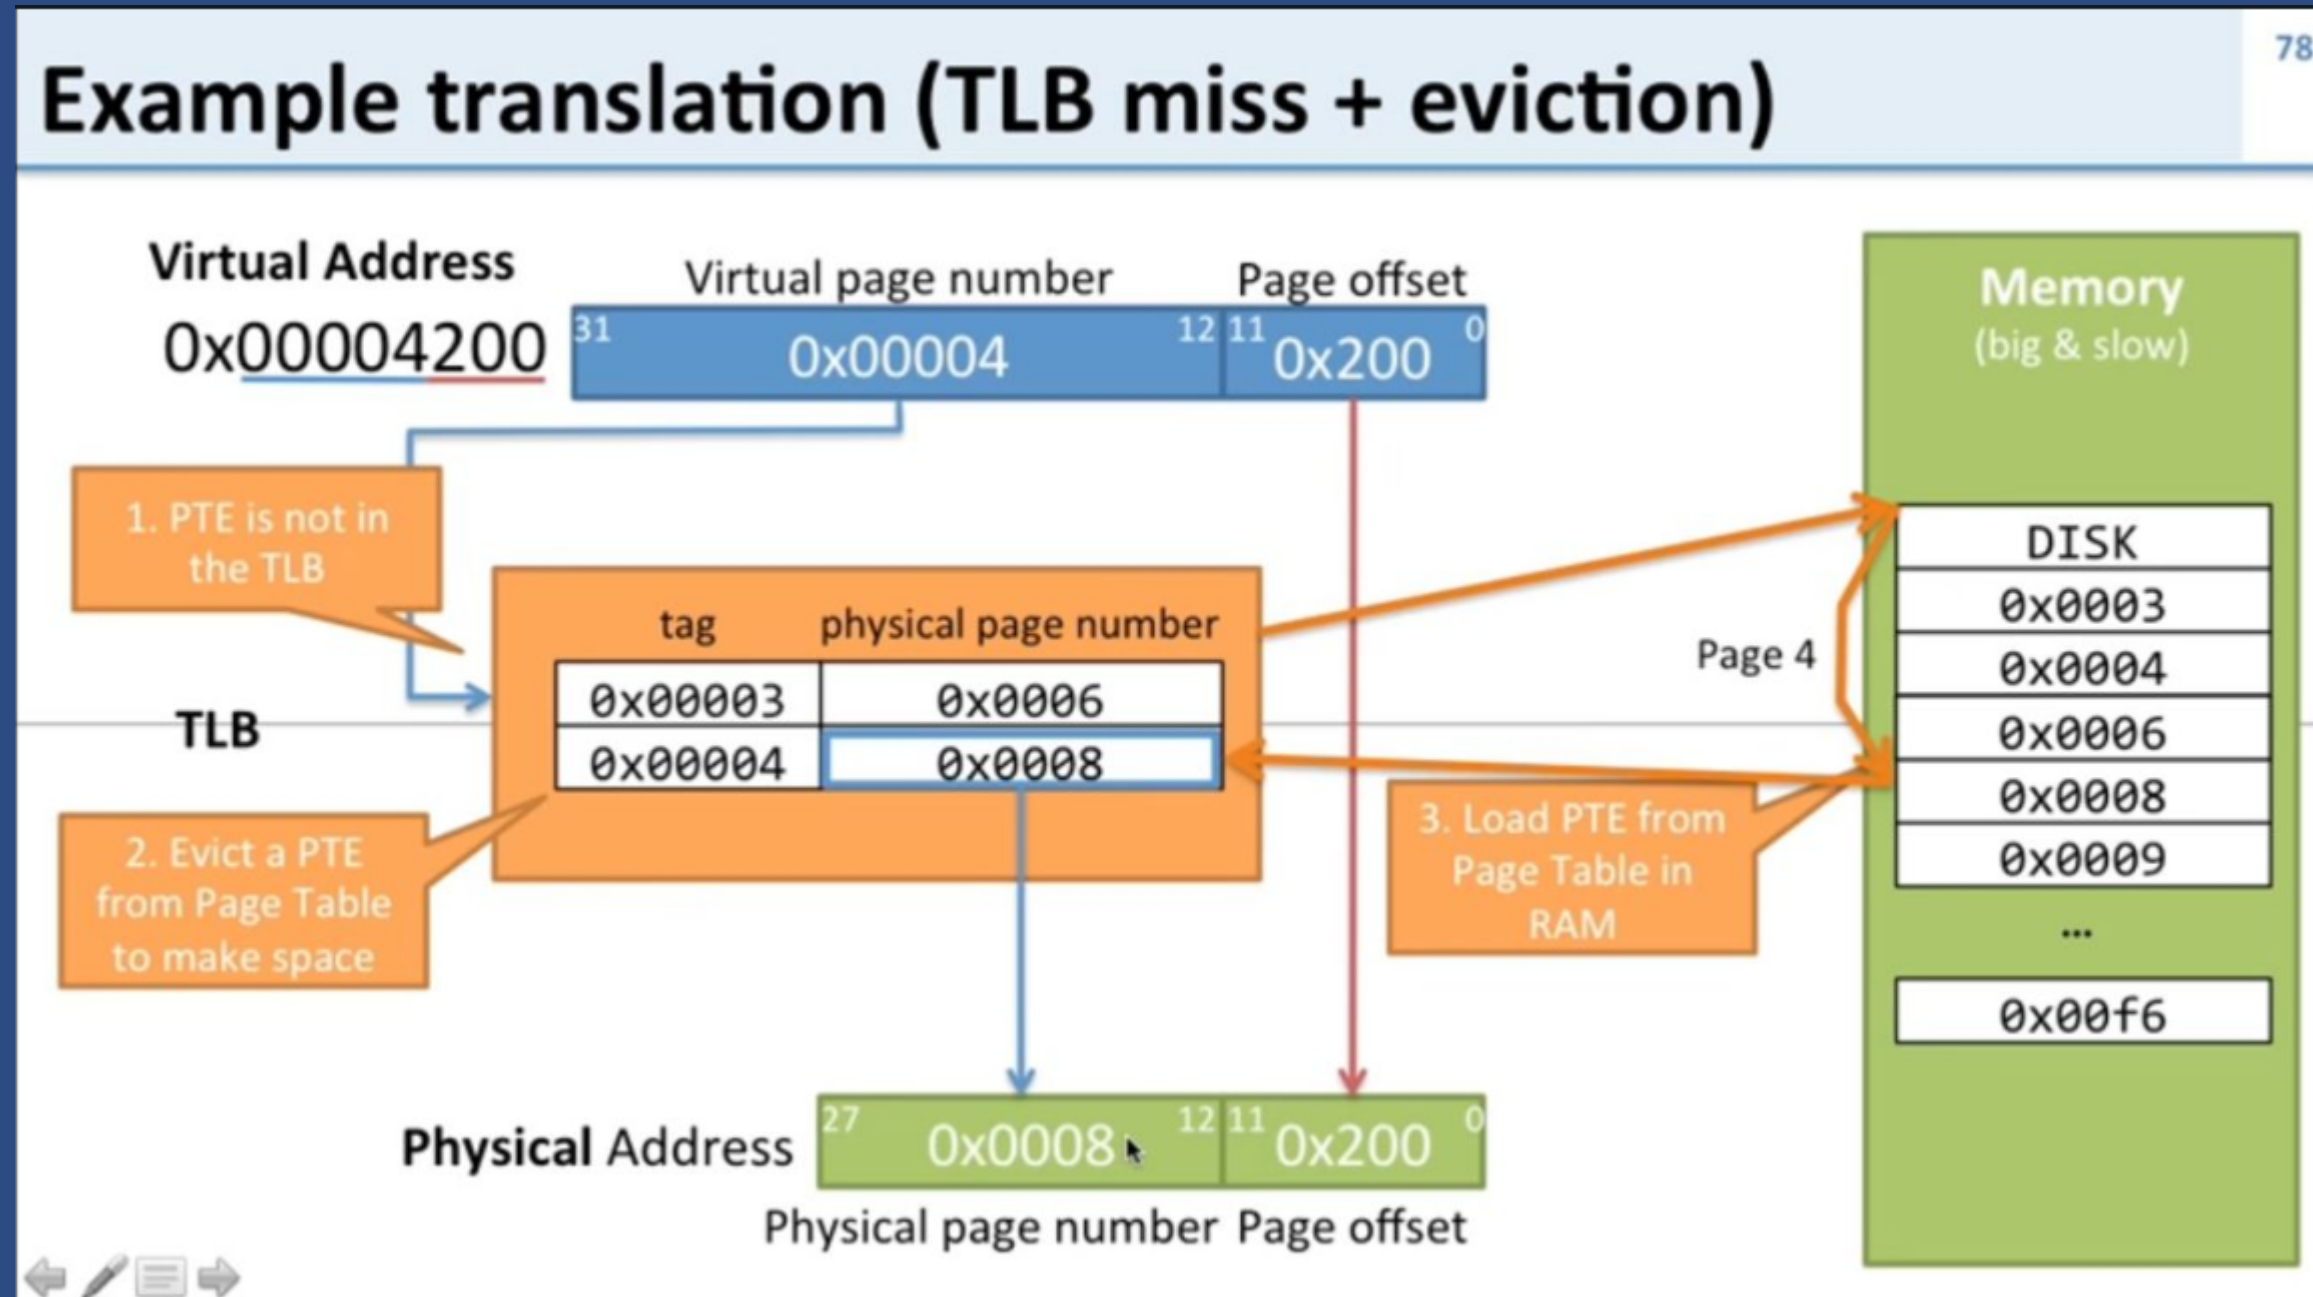 78
Example translation (TLB miss + eviction)
Virtual Address
0x00004200
Virtual page number
Page offset
31
0x00004
12
11
0x200
0
Memory
(big & slow)
1. PTE is not in
the TLB
TLB
tag
physical page number
0x00003
0x0006
0x00004
0x0008
2. Evict a PTE
from Page Table
to make space
Page 4
3. Load PTE from
Page Table in
RAM
DISK
0x0003
0x0004
0x0006
0x0008
0x0009
...
0x00f6
Physical Address
27
0x0008
12
11
0x200
0
Physical page number
Page offset